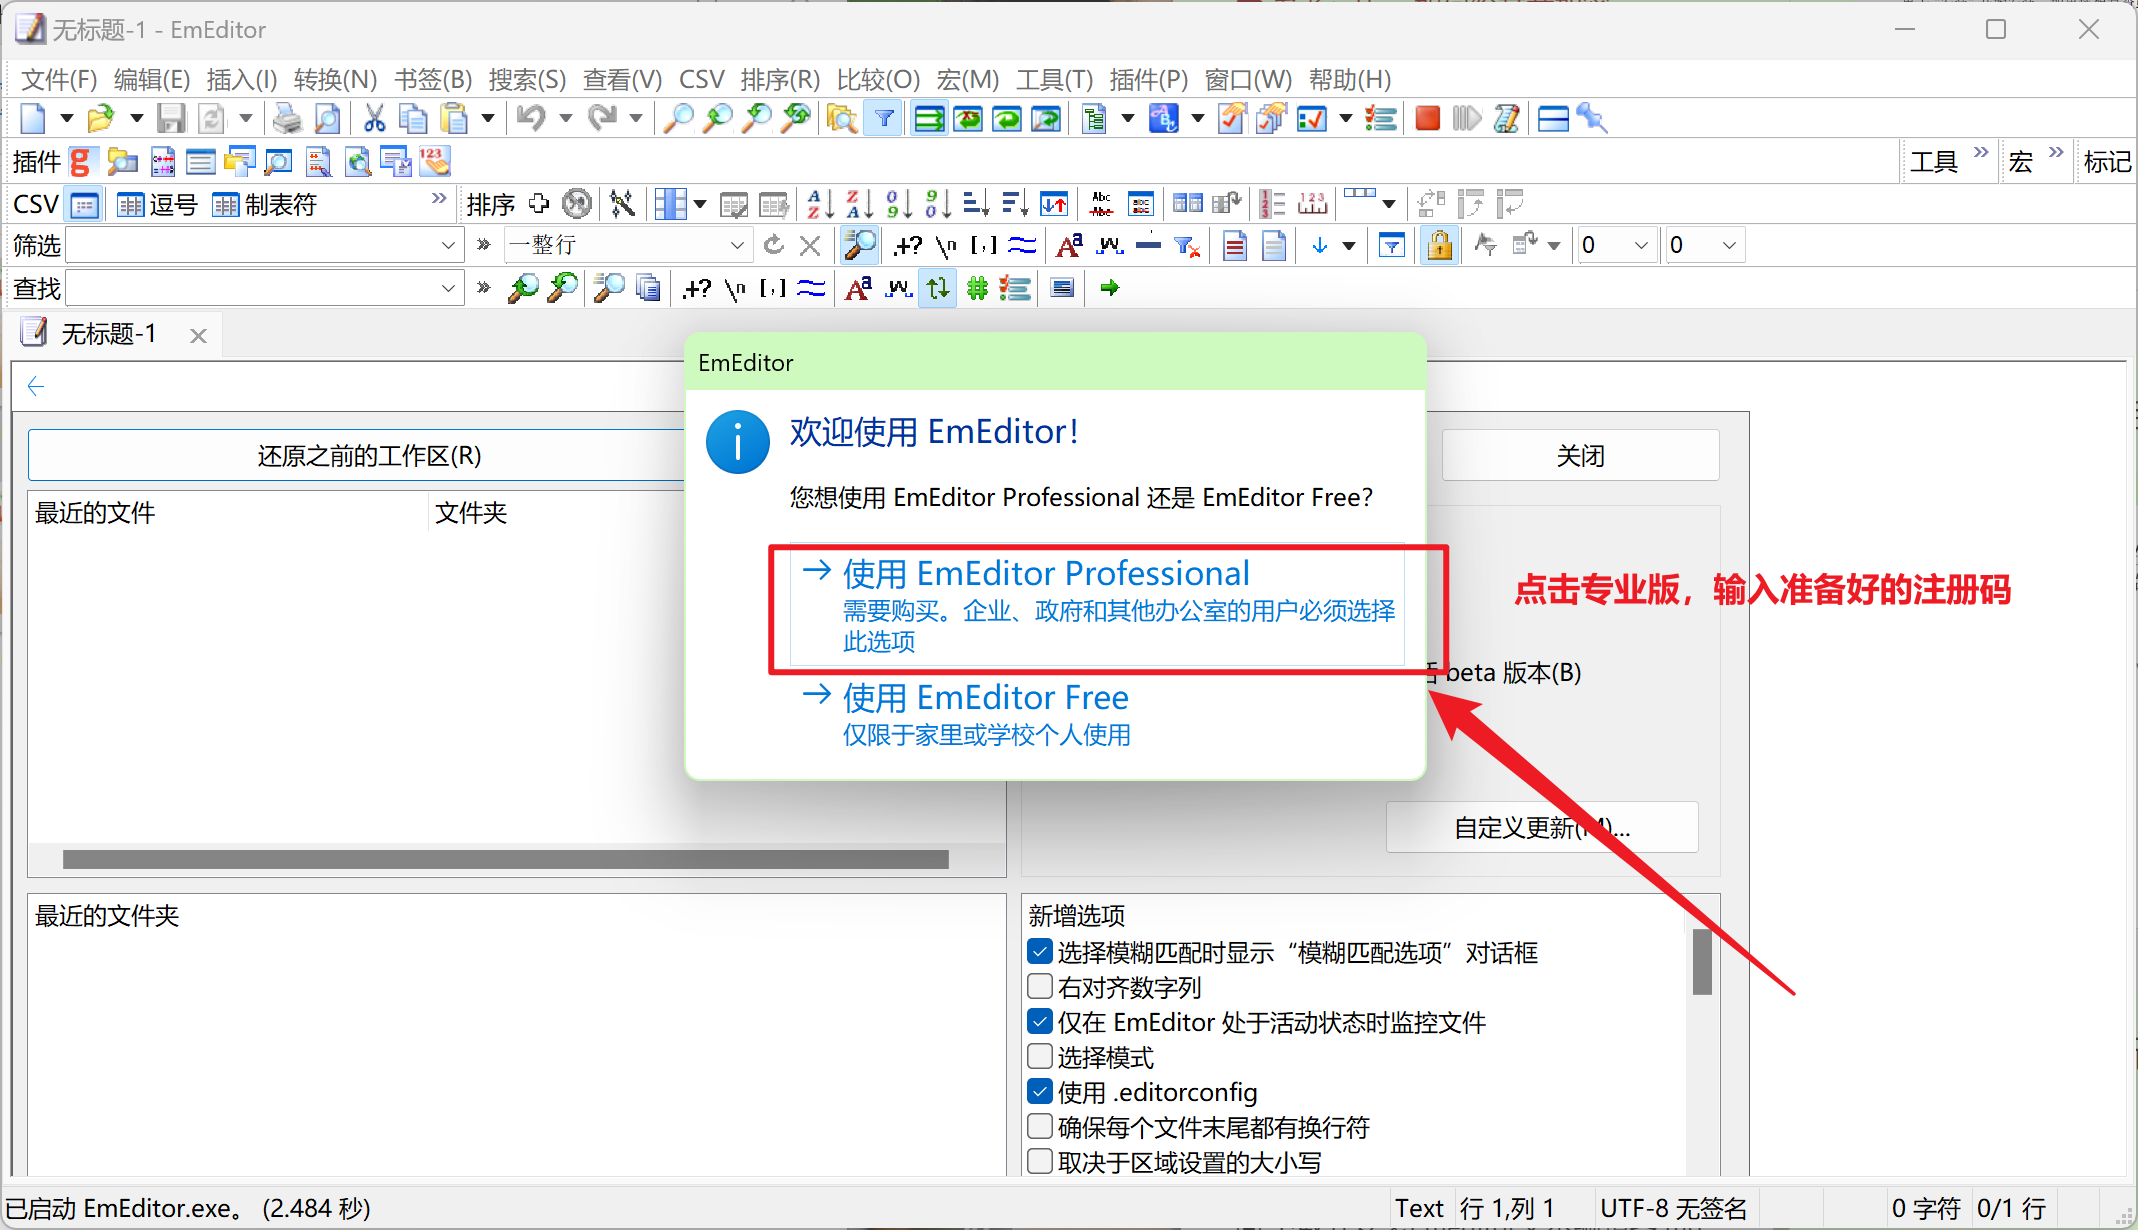 无标题-1 - EmEditor
文件(F) 编辑(E) 插入(I) 转换(N) 书签(B) 搜索(S) 查看(V) CSV 排序(R) 比较(O) 宏(M) 工具(T) 插件(P) 窗口(W) 帮助(H)
插件 工具 宏 标记
CSV 逗号 制表符 排序
筛选 一整行 0 0
查找
无标题-1
EmEditor
欢迎使用 EmEditor!
还原之前的工作区(R) 关闭
您想使用 EmEditor Professional 还是 EmEditor Free?
最近的文件 文件夹
使用 EmEditor Professional
需要购买。企业、政府和其他办公室的用户必须选择
此选项
点击专业版，输入准备好的注册码
beta 版本(B)
使用 EmEditor Free
仅限于家里或学校个人使用
自定义更新(M)...
最近的文件夹
新增选项
选择模糊匹配时显示“模糊匹配选项”对话框
右对齐数字列
仅在 EmEditor 处于活动状态时监控文件
选择模式
使用 .editorconfig
确保每个文件末尾都有换行符
取决于区域设置的大小写
已启动 EmEditor.exe。 (2.484 秒) Text 行 1,列 1 UTF-8 无签名 0 字符 0/1 行